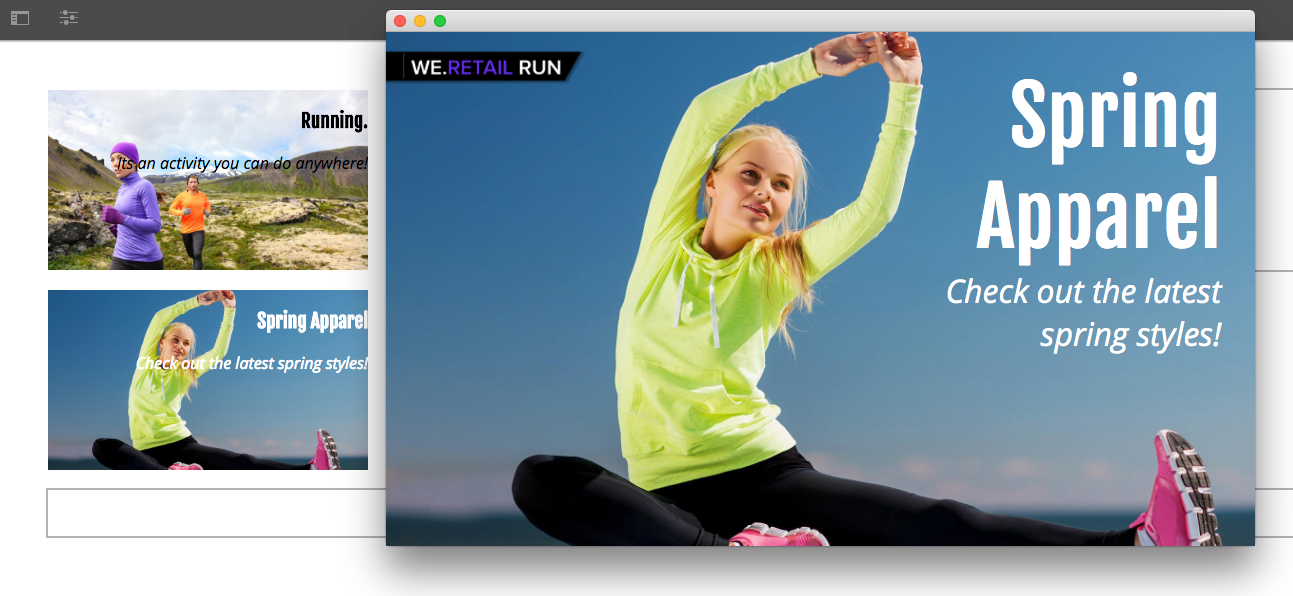 Running.
Its an activity you can do anywhere!
Spring Apparel
Check out the latest spring styles!
WE.RETAIL RUN
Spring
Apparel
Check out the latest
spring styles!